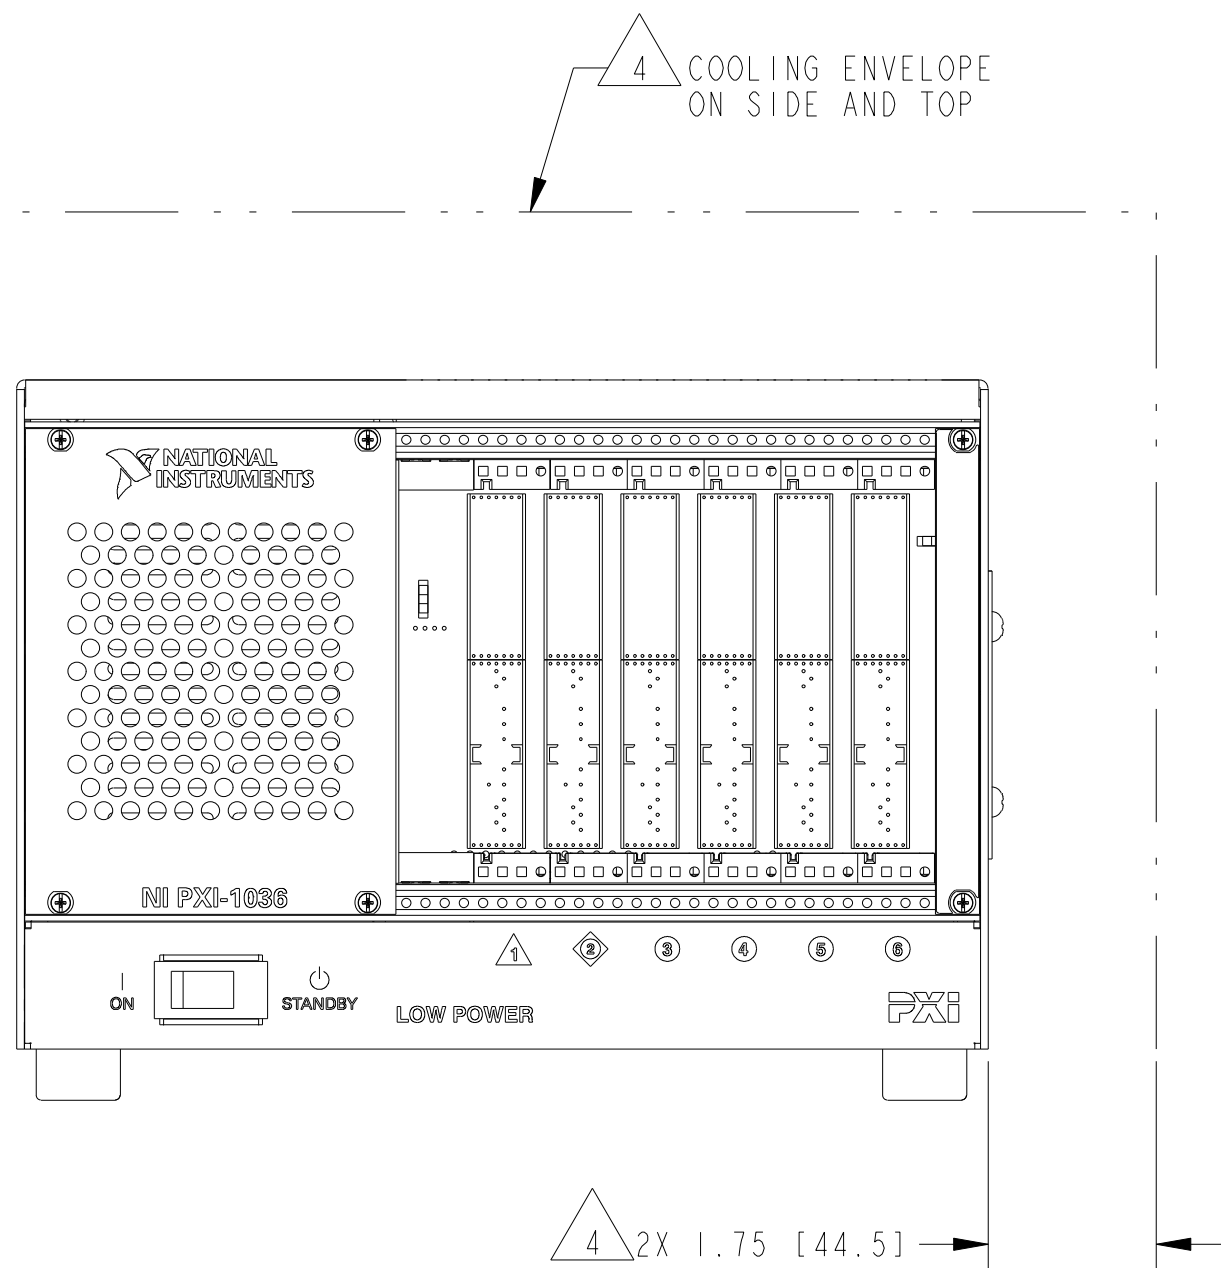 4 COOLING ENVELOPE
ON SIDE AND TOP
NATIONAL
INSTRUMENTS
NI PXI-1036
1 2 3 4 5 6
ON
STANDBY
LOW POWER
PXI
4 2X 1.75 [44.5]